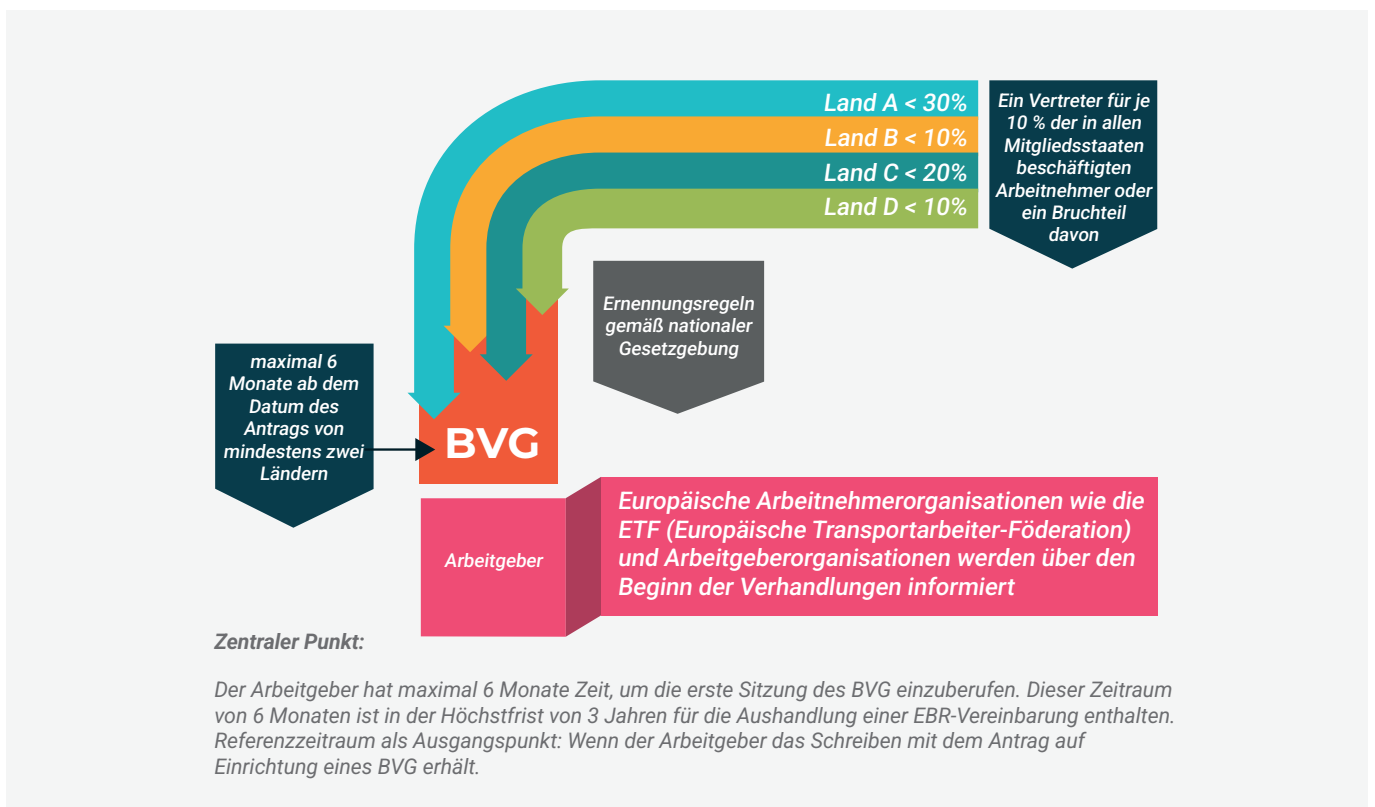 Land A < 30%
Land B < 10%
Land C < 20%
Land D < 10%
Ein Vertreter für je
10 % der in allen
Mitgliedsstaaten
beschäftigten
Arbeitnehmer oder
ein Bruchteil
davon
Ernennungsregeln
gemäß nationaler
Gesetzgebung
maximal 6
Monate ab dem
Datum des
Antrags von
mindestens zwei
Ländern
BVG
Arbeitgeber
Europäische Arbeitnehmerorganisationen wie die
ETF (Europäische Transportarbeiter-Föderation)
und Arbeitgeberorganisationen werden über den
Beginn der Verhandlungen informiert
Zentraler Punkt:
Der Arbeitgeber hat maximal 6 Monate Zeit, um die erste Sitzung des BVG einzuberufen. Dieser Zeitraum
von 6 Monaten ist in der Höchstfrist von 3 Jahren für die Aushandlung einer EBR-Vereinbarung enthalten.
Referenzzeitraum als Ausgangspunkt: Wenn der Arbeitgeber das Schreiben mit dem Antrag auf
Einrichtung eines BVG erhält.